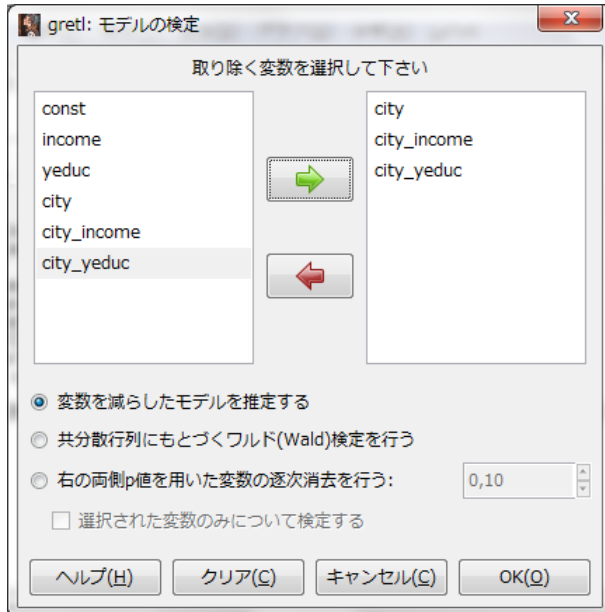 gretl: モデルの検定
取り除く変数を選択して下さい
const
income
yeduc
city
city_income
city_yeduc
city
city_income
city_yeduc
変数を減らしたモデルを推定する
共分散行列にもとづくワルド(Wald)検定を行う
右の両側p値を用いた変数の逐次消去を行う:
0,10
選択された変数のみについて検定する
ヘルプ(H)
クリア(C)
キャンセル(C)
OK(O)